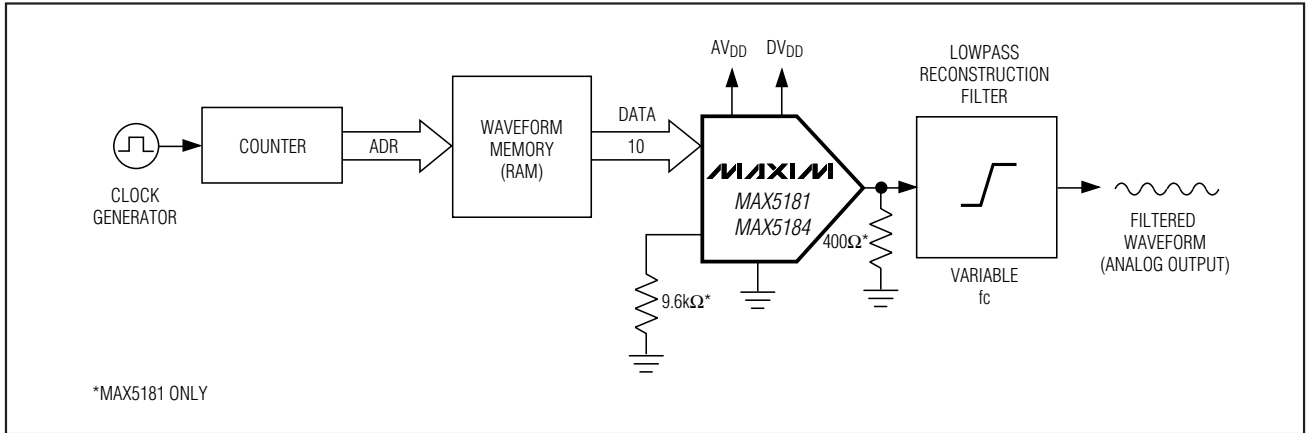 CLOCK
GENERATOR
COUNTER
ADR
WAVEFORM
MEMORY
(RAM)
DATA
10
AVDD
DVDD
MAXIM
MAX5181
MAX5184
9.6kΩ*
400Ω*
LOWPASS
RECONSTRUCTION
FILTER
VARIABLE
fc
FILTERED
WAVEFORM
(ANALOG OUTPUT)
*MAX5181 ONLY